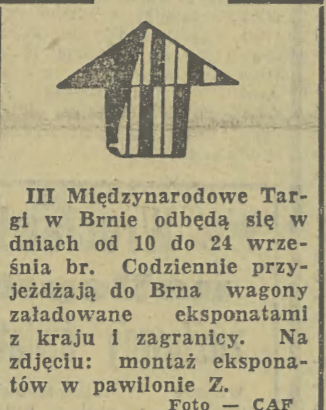 III Międzynarodowe Tar-
gi w Brnie odbędą się w
dniach od 10 do 24 wrze-
śnia br. Codziennie przy-
jeżdżają do Brna wagony
załadowane eksponatami
z kraju i zagranicy. Na
zdjęciu: montaż ekspona-
tów w pawilonie Z.
Foto — CAF